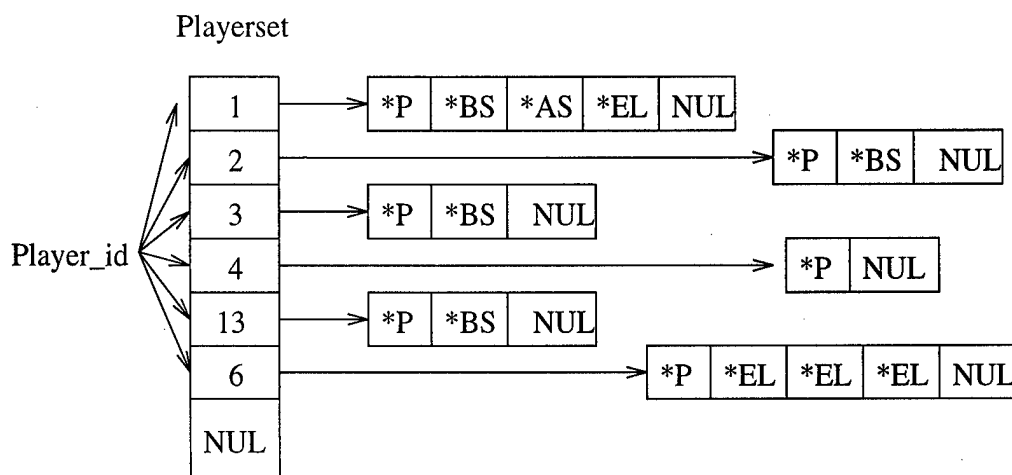 Playerset
1 *P *BS *AS *EL NUL
2 *P *BS NUL
3 *P *BS NUL
Player_id
4 *P NUL
13 *P *BS NUL
6 *P *EL *EL *EL NUL
NUL